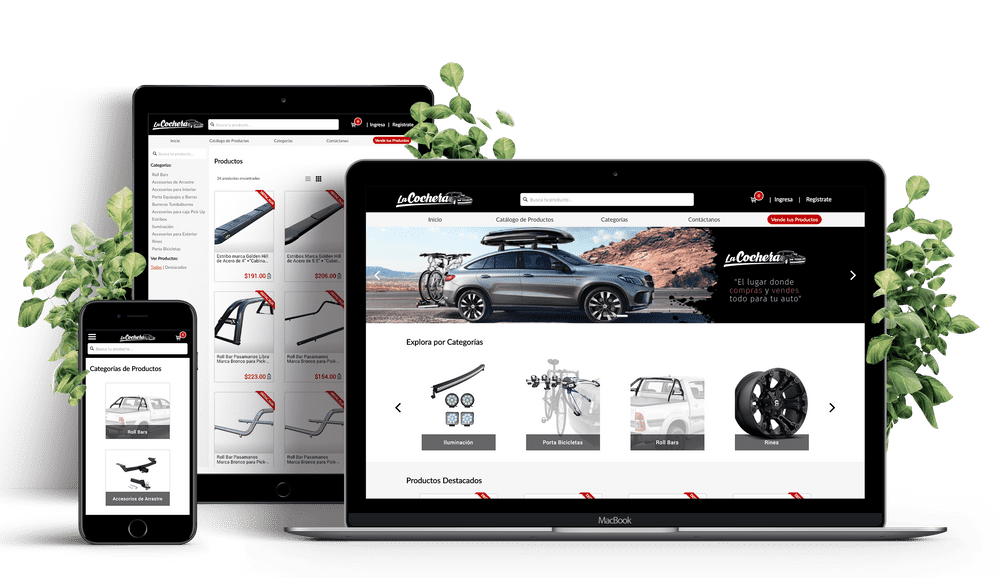 La Cochera
Busca tu producto...
0
| Ingresa | Regístrate
Inicio
Catálogo de Productos
Categorías
Contáctanos
Vende tus Productos
Busca tu producto...
Categorías:
Roll Bars
Accesorios de Arrastre
Accesorios para Interior
Porta Equipajes y Barras
Burreras Tumbaburros
Accesorios para caja Pick Up
Estribos
Iluminación
Accesorios para Exterior
Rines
Porta Bicicletas
Ver Productos:
Todos | Destacados
Productos
24 productos encontrados
Estribo marca Golden Hill
de Acero de 4" *Cabina...
$191.00
Estribos Marca Golden Hill
de Acero de 5.5" *Cabin...
$206.00
Roll Bar Pasamanos Libra
Marca Bronco para Pick-...
$223.00
Roll Bar Pasamanos
Marca Bronco para Pick-...
$154.00
Roll Bar Pasamanos
Marca Bronco para Pick-...
Roll Bar Pasamanos
Marca Bronco para Pick-...
La Cochera
Busca tu producto...
0
| Ingresa | Regístrate
Inicio
Catálogo de Productos
Categorías
Contáctanos
Vende tus Productos
La Cochera
"El lugar donde
compras y vendes
todo para tu auto"
Explora por Categorías
Iluminación
Porta Bicicletas
Roll Bars
Rines
Productos Destacados
MacBook
La Cochera
0
Busca tu producto...
Categorías de Productos
Roll Bars
Accesorios de Arrastre